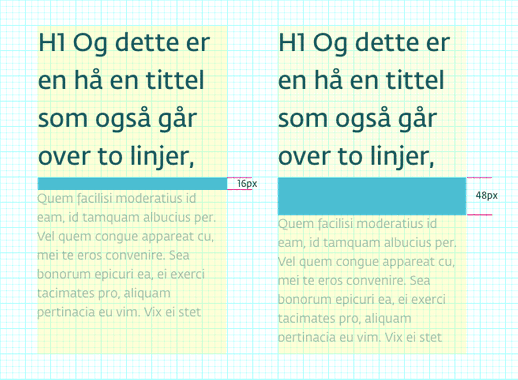 H1 Og dette er
en hå en tittel
som også går
over to linjer,
16px
Quem facilisi moderatius id
eam, id tamquam albucius per.
Vel quem congue appareat cu,
mei te eros convenire. Sea
bonorum epicuri ea, ei exerci
tacimates pro, aliquam
pertinacia eu vim. Vix ei stet
H1 Og dette er
en hå en tittel
som også går
over to linjer,
48px
Quem facilisi moderatius id
eam, id tamquam albucius per.
Vel quem congue appareat cu,
mei te eros convenire. Sea
bonorum epicuri ea, ei exerci
tacimates pro, aliquam
pertinacia eu vim. Vix ei stet